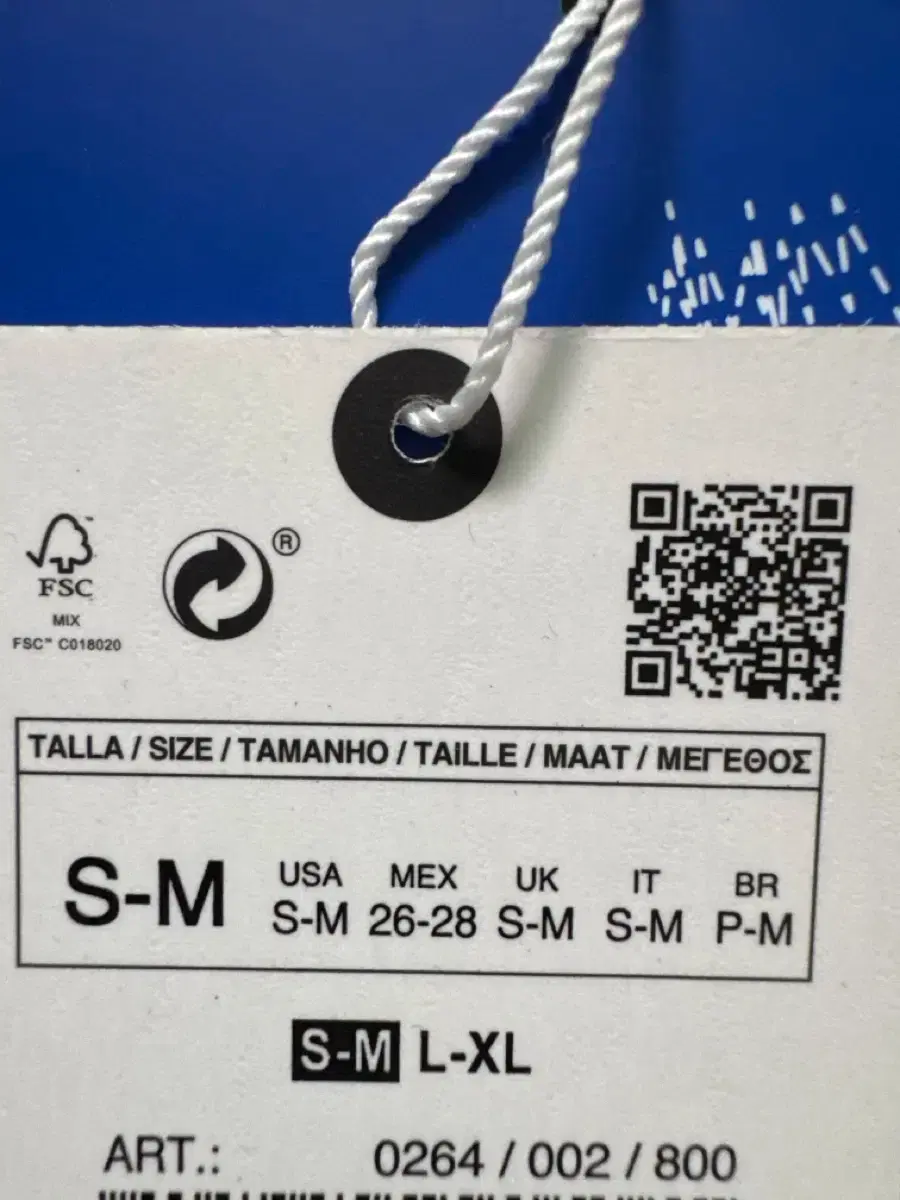 ®
FSC™
MIX
FSC™ C018020
TALLA / SIZE / TAMANHO / TAILLE / MAAT / ΜΕΓΕΘΟΣ
S-M
USA MEX UK IT BR
S-M 26-28 S-M S-M P-M
S-M L-XL
ART.: 0264 / 002 / 800